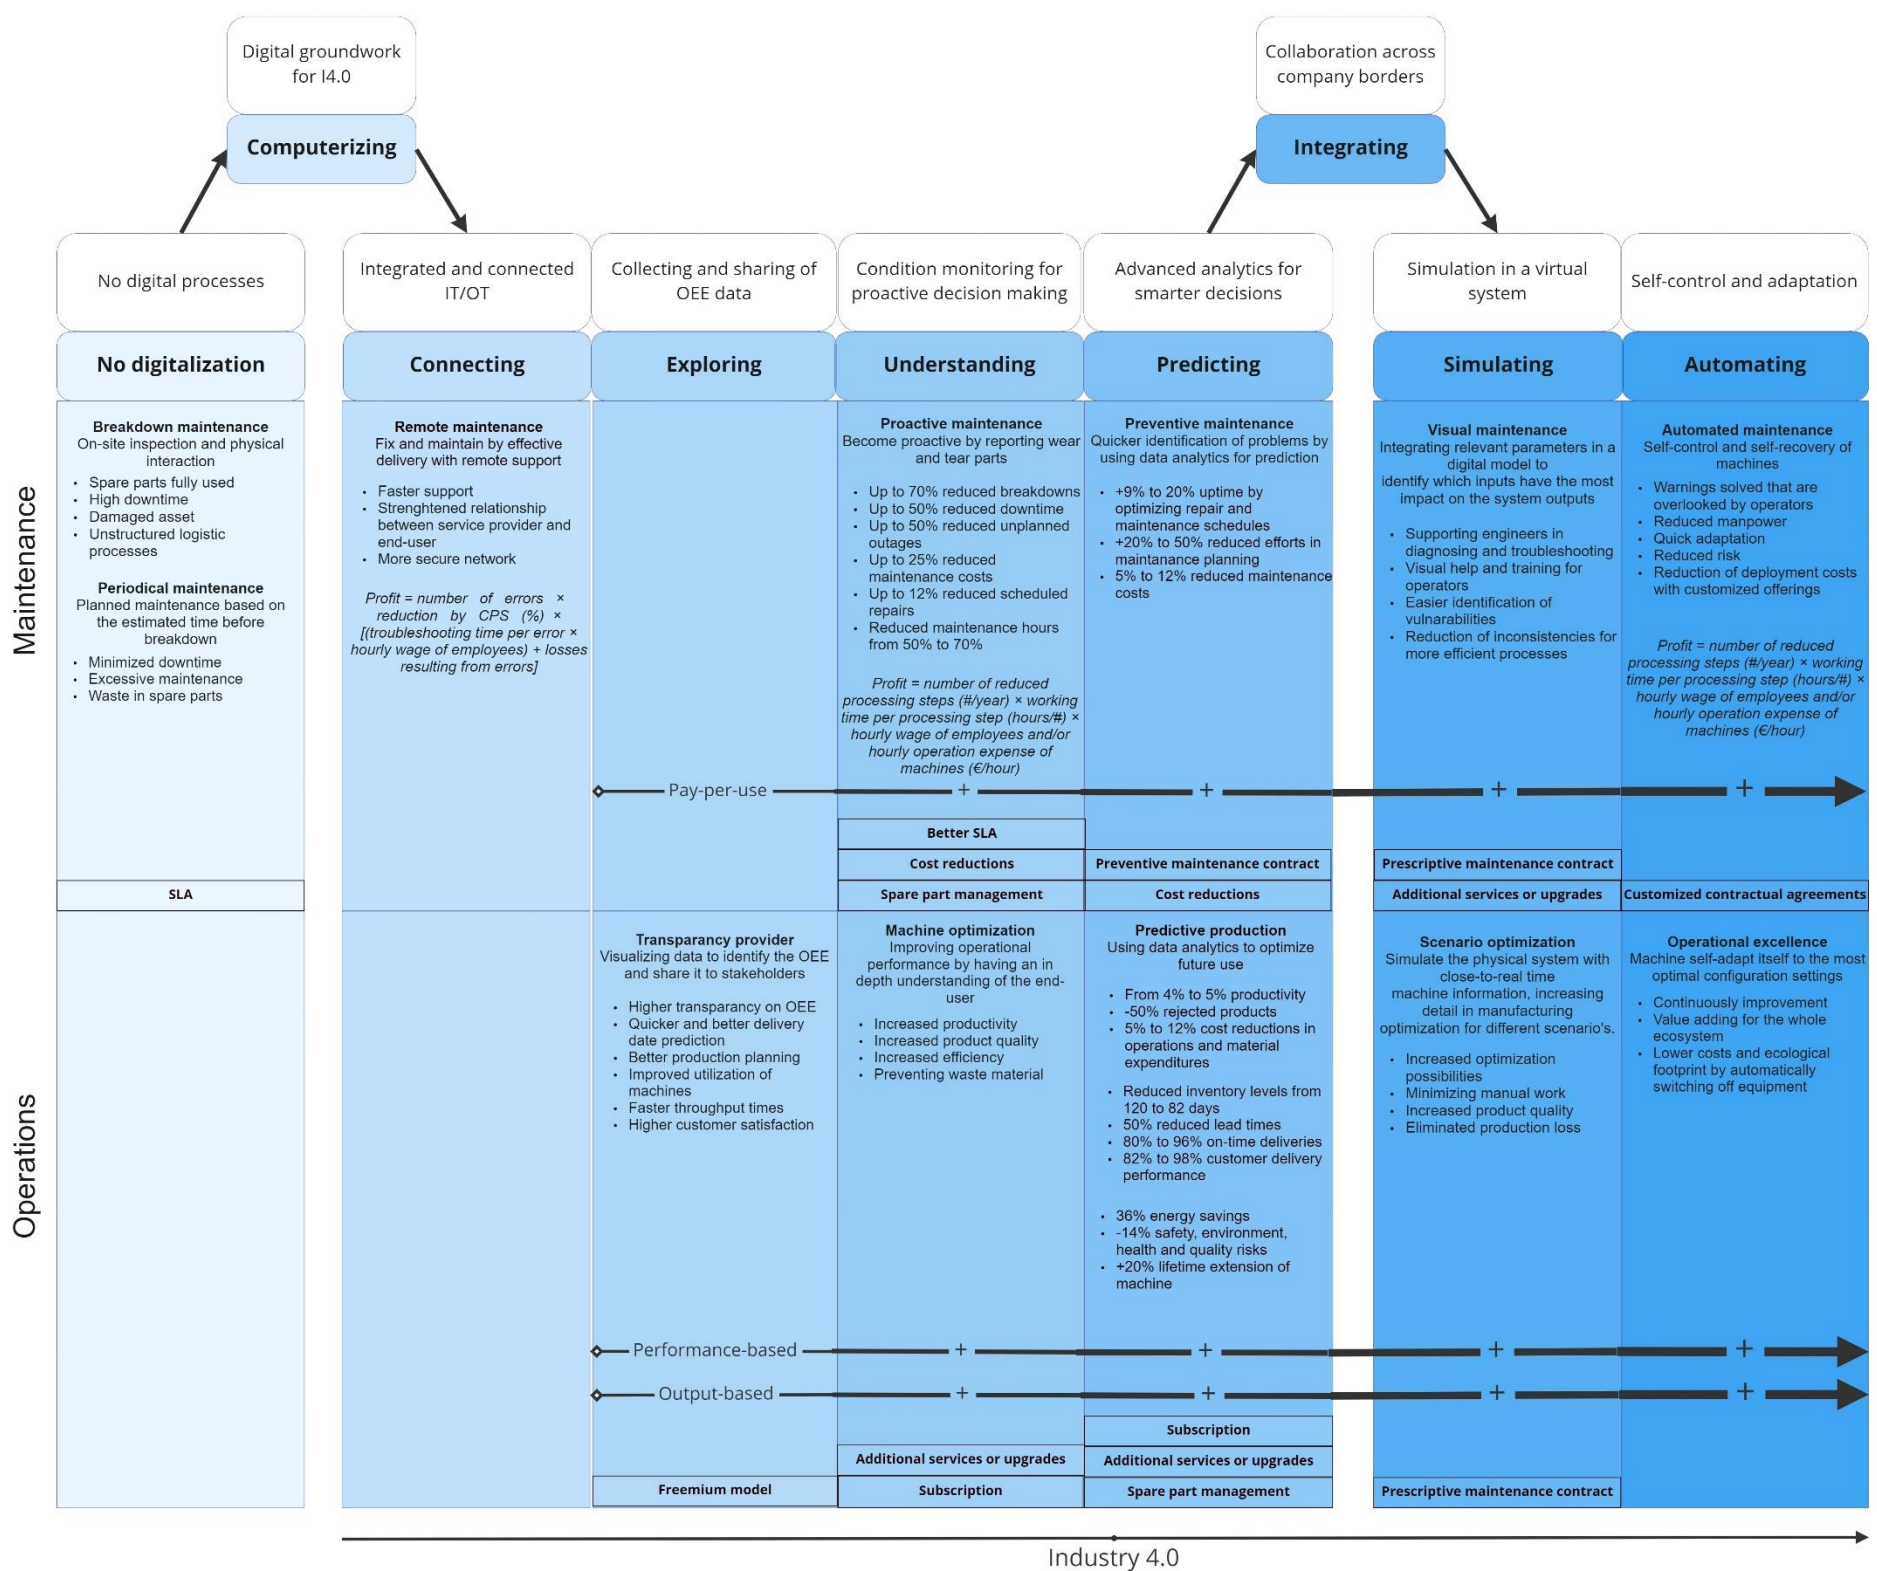 Digital groundwork
for I4.0
Computerizing
Collaboration across
company borders
Integrating
No digital processes
Integrated and connected
IT/OT
Collecting and sharing of
OEE data
Condition monitoring for
proactive decision making
Advanced analytics for
smarter decisions
Simulation in a virtual
system
Self-control and adaptation
No digitalization
Connecting
Exploring
Understanding
Predicting
Simulating
Automating
Maintenance
Breakdown maintenance
On-site inspection and physical
interaction
• Spare parts fully used
• High downtime
• Damaged asset
• Unstructured logistic
processes
Periodical maintenance
Planned maintenance based on
the estimated time before
breakdown
• Minimized downtime
• Excessive maintenance
• Waste in spare parts
SLA
Remote maintenance
Fix and maintain by effective
delivery with remote support
• Faster support
• Strenghtened relationship
between service provider and
end-user
• More secure network
Profit = number of errors ×
reduction by CPS (%) ×
[(troubleshooting time per error ×
hourly wage of employees) + losses
resulting from errors]
Proactive maintenance
Become proactive by reporting wear
and tear parts
• Up to 70% reduced breakdowns
• Up to 50% reduced downtime
• Up to 50% reduced unplanned
outages
• Up to 25% reduced
maintenance costs
• Up to 12% reduced scheduled
repairs
• Reduced maintenance hours
from 50% to 70%
Profit = number of reduced
processing steps (#/year) × working
time per processing step (hours/#) ×
hourly wage of employees and/or
hourly operation expense of
machines (€/hour)
Preventive maintenance
Quicker identification of problems by
using data analytics for prediction
• +9% to 20% uptime by
optimizing repair and
maintenance schedules
• +20% to 50% reduced efforts in
maintanance planning
• 5% to 12% reduced maintenance
costs
Visual maintenance
Integrating relevant parameters in a
digital model to
identify which inputs have the most
impact on the system outputs
• Supporting engineers in
diagnosing and troubleshooting
• Visual help and training for
operators
• Easier identification of
vulnarabilities
• Reduction of inconsistencies for
more efficient processes
Automated maintenance
Self-control and self-recovery of
machines
• Warnings solved that are
overlooked by operators
• Reduced manpower
• Quick adaptation
• Reduced risk
• Reduction of deployment costs
with customized offerings
Profit = number of reduced
processing steps (#/year) × working
time per processing step (hours/#) ×
hourly wage of employees and/or
hourly operation expense of
machines (€/hour)
Pay-per-use + + + +
Better SLA
Cost reductions
Spare part management
Preventive maintenance contract
Cost reductions
Prescriptive maintenance contract
Additional services or upgrades
Customized contractual agreements
Operations
Transparancy provider
Visualizing data to identify the OEE
and share it to stakeholders
• Higher transparancy on OEE
• Quicker and better delivery
date prediction
• Better production planning
• Improved utilization of
machines
• Faster throughput times
• Higher customer satisfaction
Machine optimization
Improving operational
performance by having an in
depth understanding of the end-
user
• Increased productivity
• Increased product quality
• Increased efficiency
• Preventing waste material
Predictive production
Using data analytics to optimize
future use
• From 4% to 5% productivity
• -50% rejected products
• 5% to 12% cost reductions in
operations and material
expenditures
• Reduced inventory levels from
120 to 82 days
• 50% reduced lead times
• 80% to 96% on-time deliveries
• 82% to 98% customer delivery
performance
• 36% energy savings
• -14% safety, environment,
health and quality risks
• +20% lifetime extension of
machine
Scenario optimization
Simulate the physical system with
close-to-real time
machine information, increasing
detail in manufacturing
optimization for different scenario's.
• Increased optimization
possibilities
• Minimizing manual work
• Increased product quality
• Eliminated production loss
Operational excellence
Machine self-adapt itself to the most
optimal configuration settings
• Continuously improvement
• Value adding for the whole
ecosystem
• Lower costs and ecological
footprint by automatically
switching off equipment
Performance-based + + + +
Output-based + + + +
Freemium model
Additional services or upgrades
Subscription
Subscription
Additional services or upgrades
Spare part management
Prescriptive maintenance contract
Industry 4.0